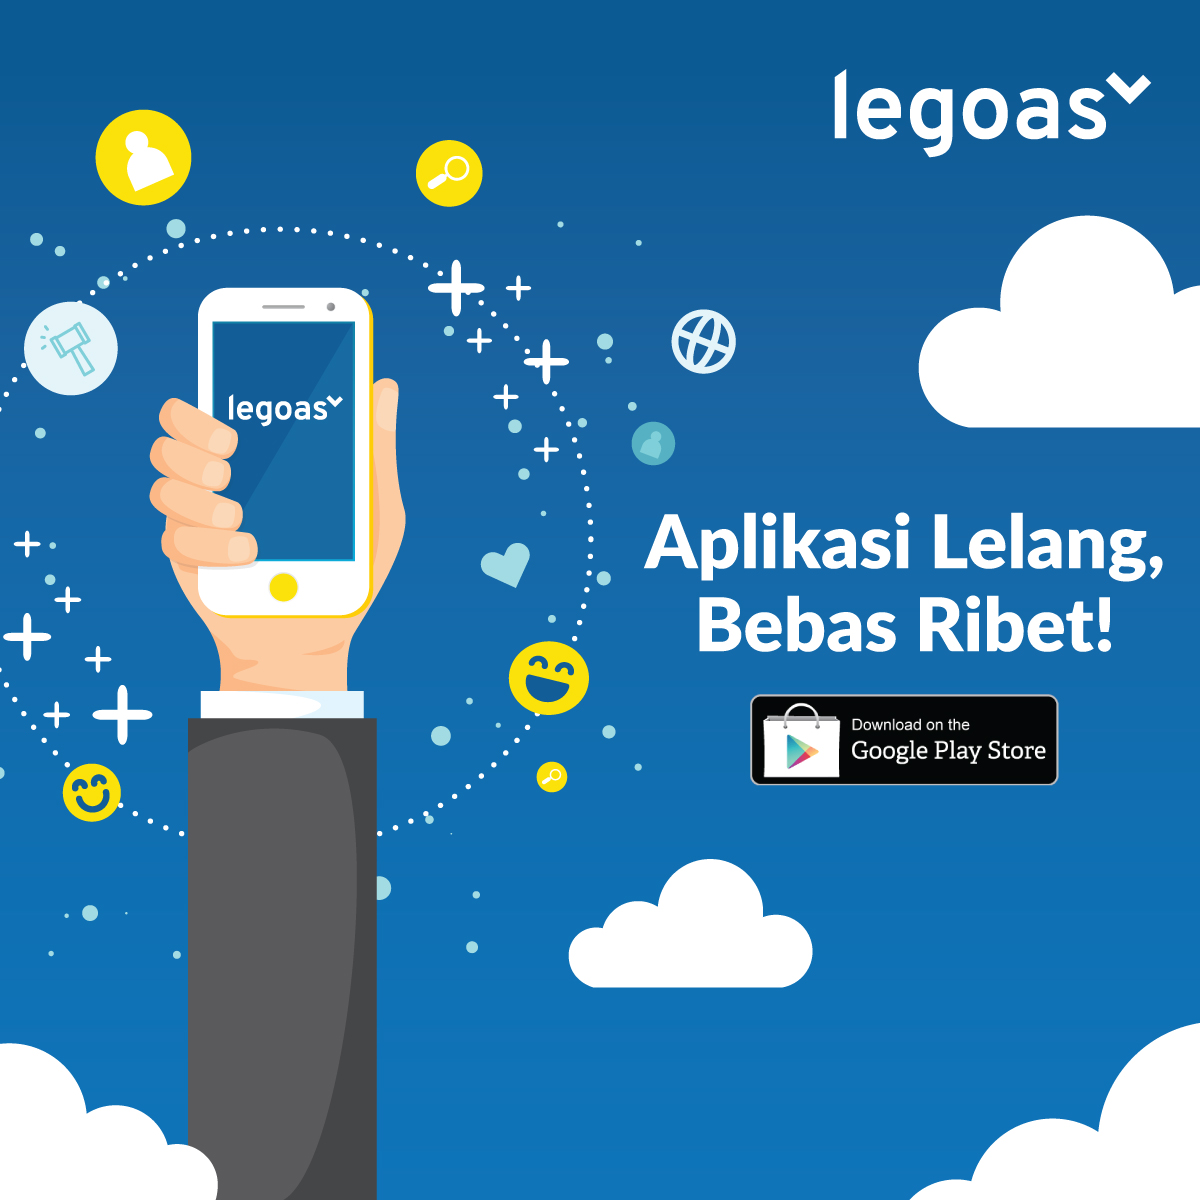 legoas
legoas
Aplikasi Lelang,
Bebas Ribet!
Download on the
Google Play Store